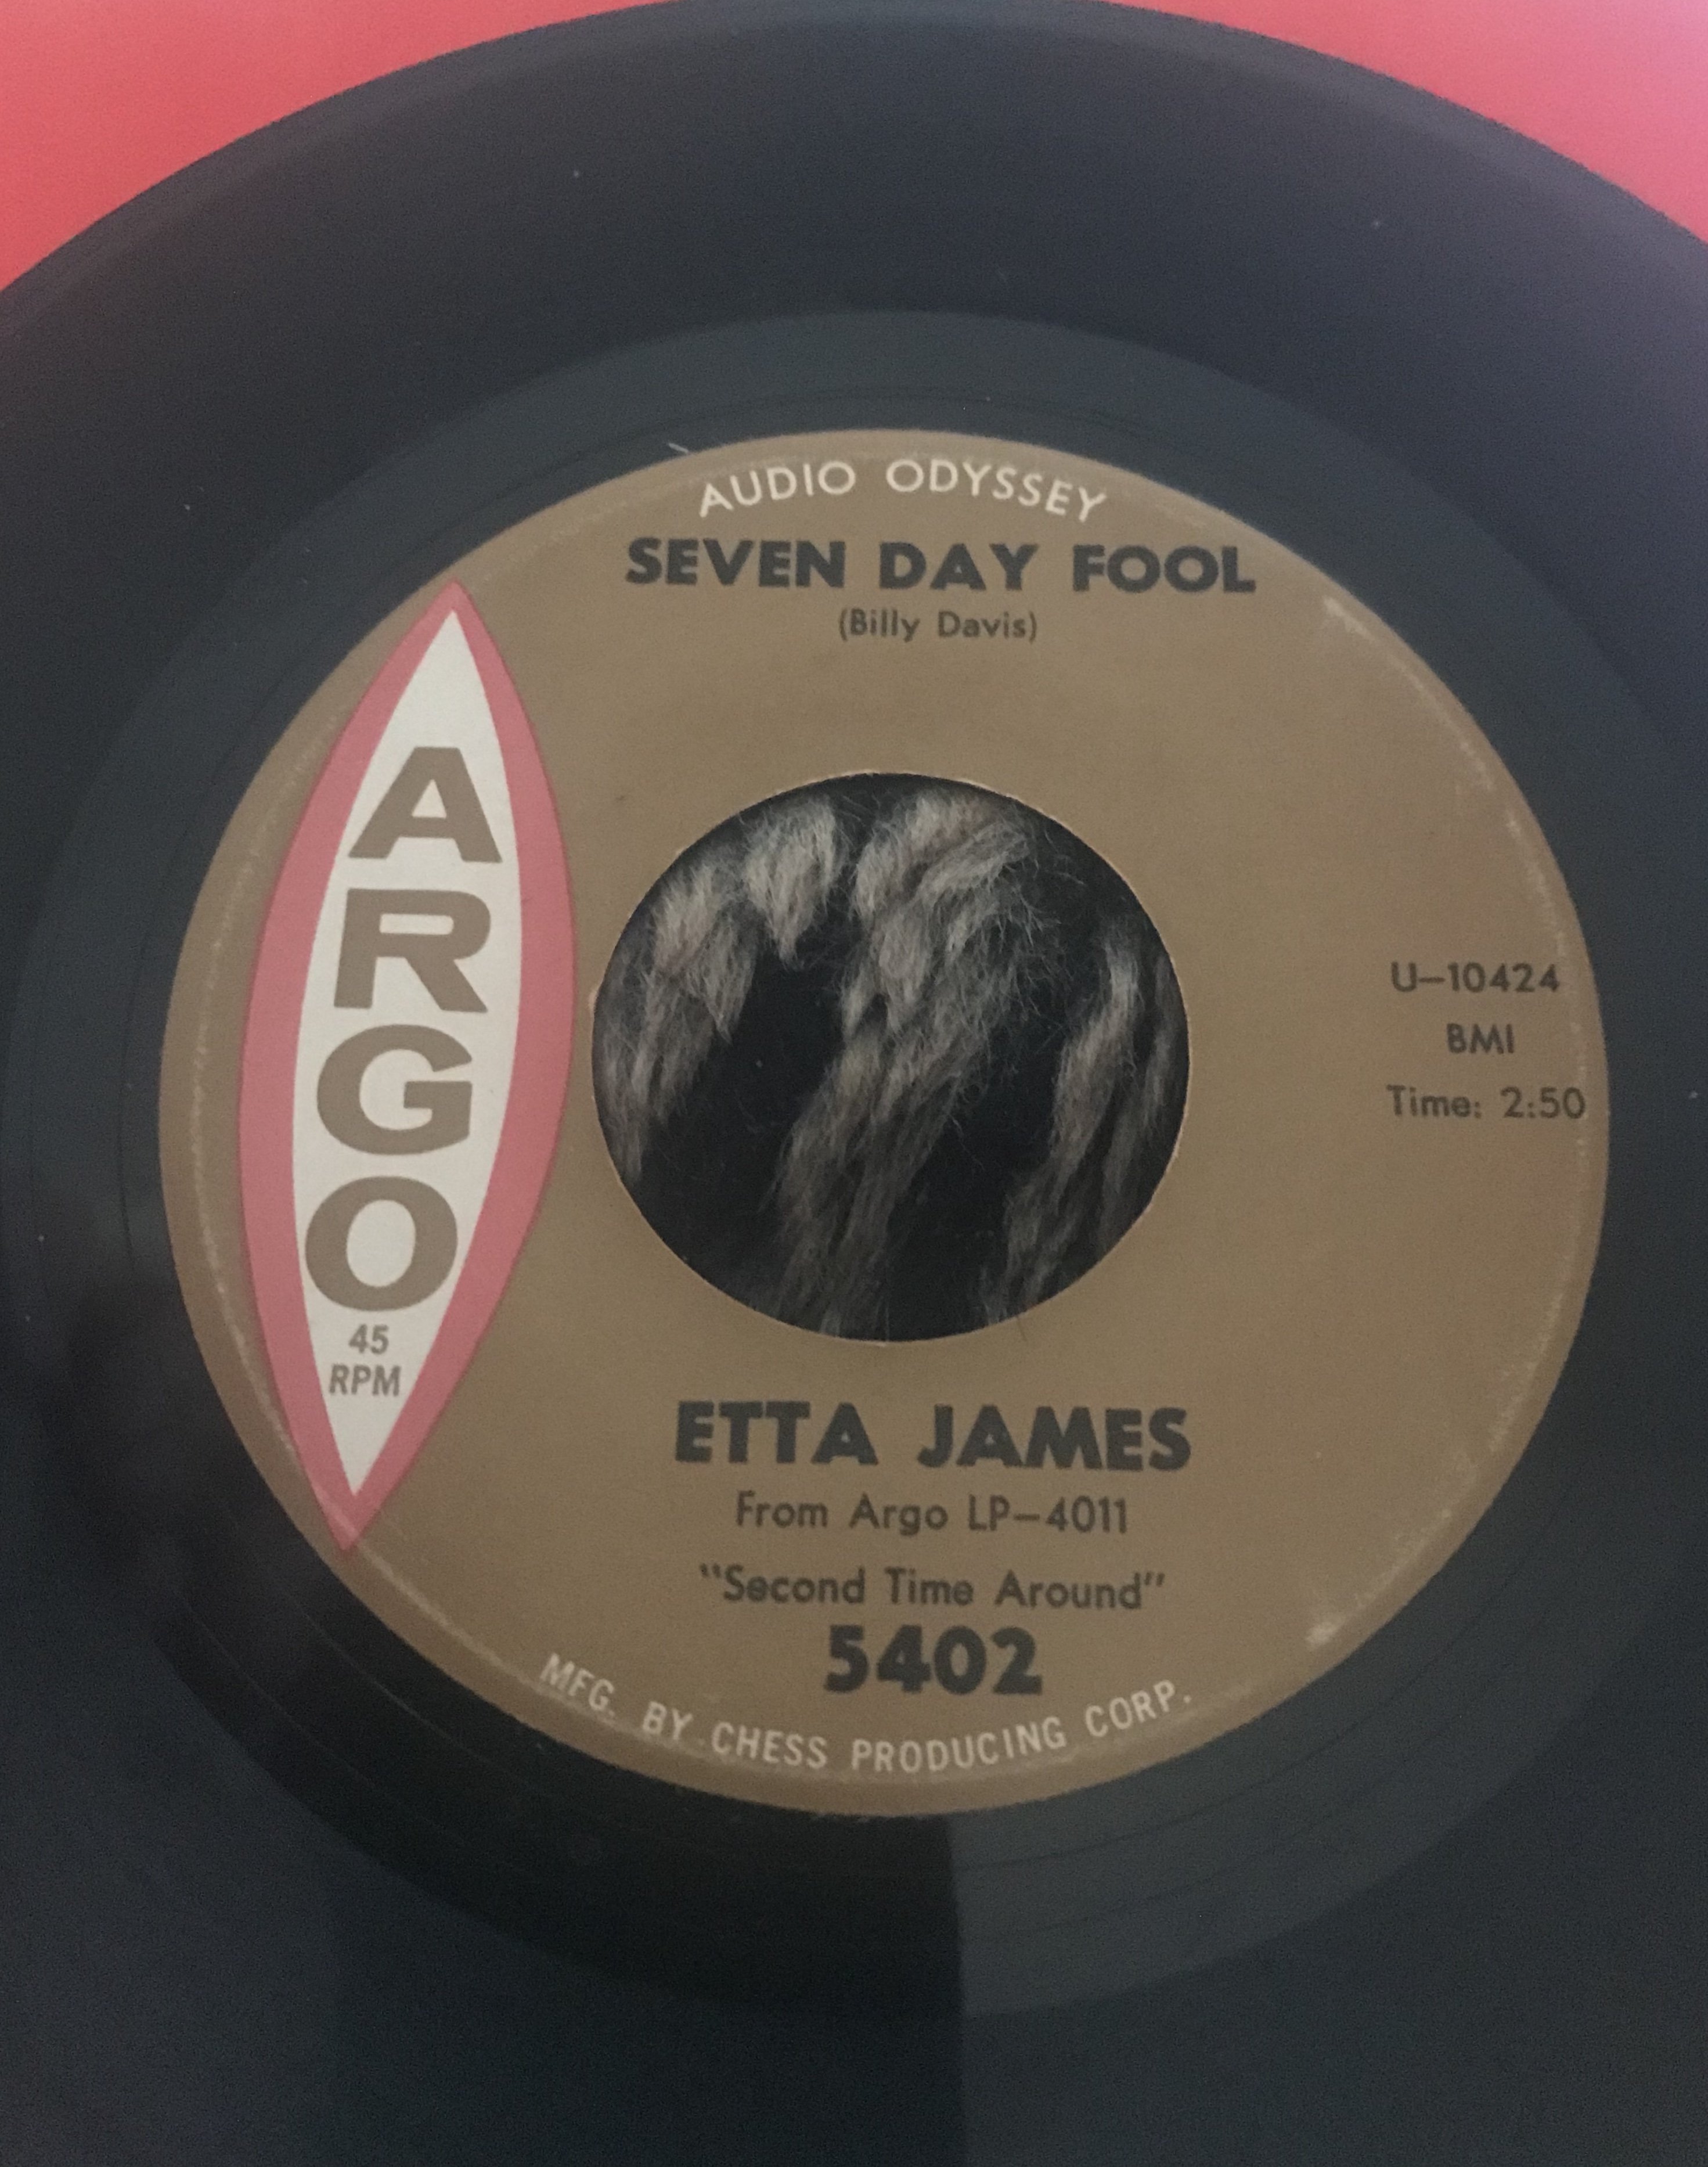 AUDIO ODYSSEY
SEVEN DAY FOOL
(Billy Davis)
ARGO
45
RPM
U-10424
BMI
Time: 2:50
ETTA JAMES
From Argo LP-4011
"Second Time Around"
5402
MFG. BY CHESS PRODUCING CORP.